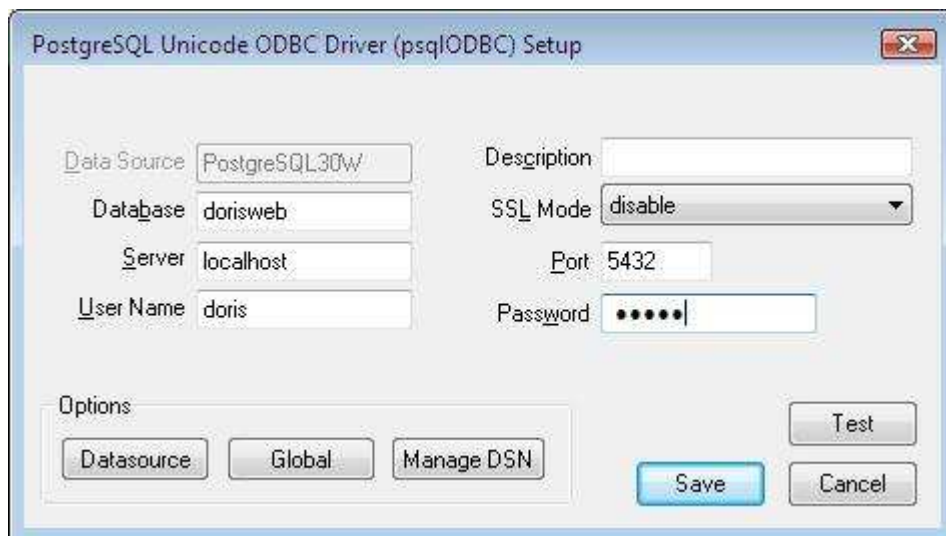 PostgreSQL Unicode ODBC Driver (psqlODBC) Setup
Data Source PostgreSQL30W
Description
Database dorisweb
SSL Mode disable
Server localhost
Port 5432
User Name doris
Password •••••
Options
Datasource Global Manage DSN
Test
Save Cancel